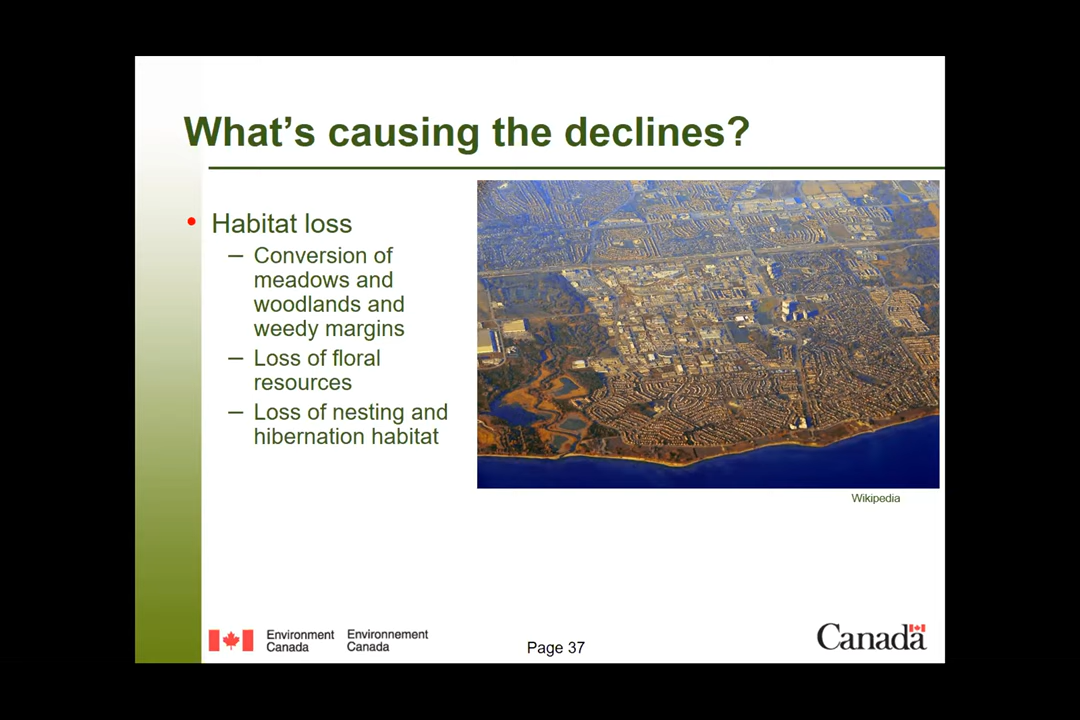 What's causing the declines?
• Habitat loss
– Conversion of
meadows and
woodlands and
weedy margins
– Loss of floral
resources
– Loss of nesting and
hibernation habitat
Wikipedia
Environment Environnement
Canada Canada
Page 37
Canada